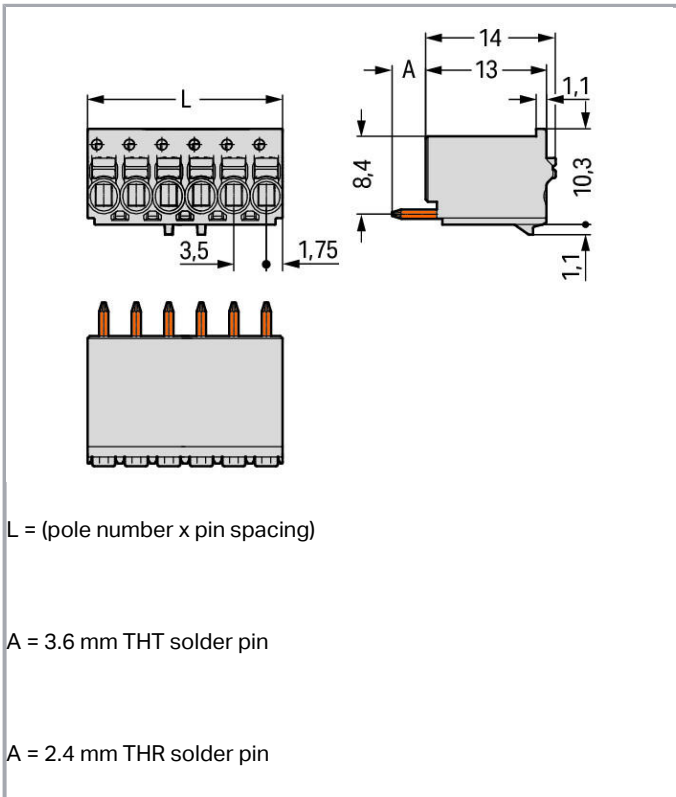 L
3,5
1,75
14
A
13
1,1
8,4
10,3
1,1
L = (pole number x pin spacing)
A = 3.6 mm THT solder pin
A = 2.4 mm THR solder pin